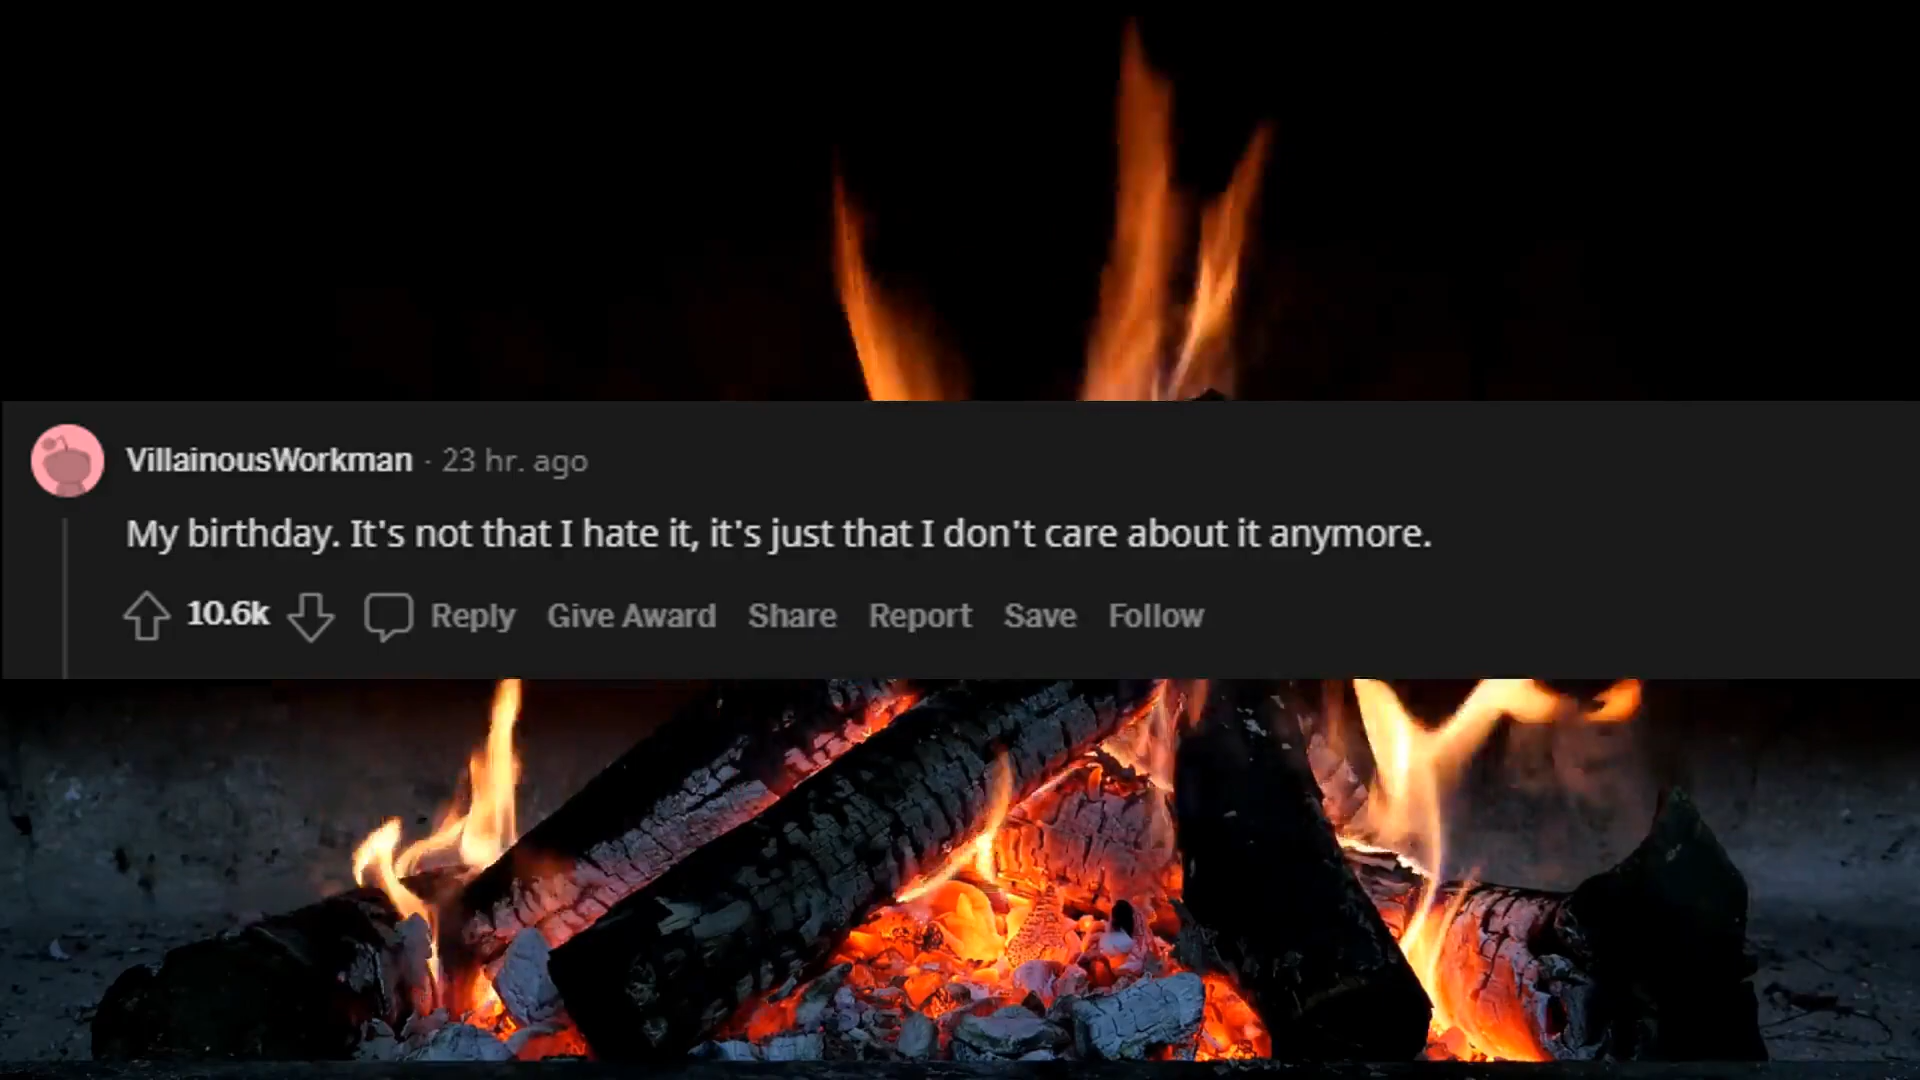 VillainousWorkman · 23 hr. ago
My birthday. It's not that I hate it, it's just that I don't care about it anymore.
10.6k Reply Give Award Share Report Save Follow